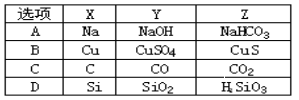 选项 X Y Z
A Na NaOH NaHCO₃
B Cu CuSO₄ CuS
C C CO CO₂
D Si SiO₂ H₂SiO₃